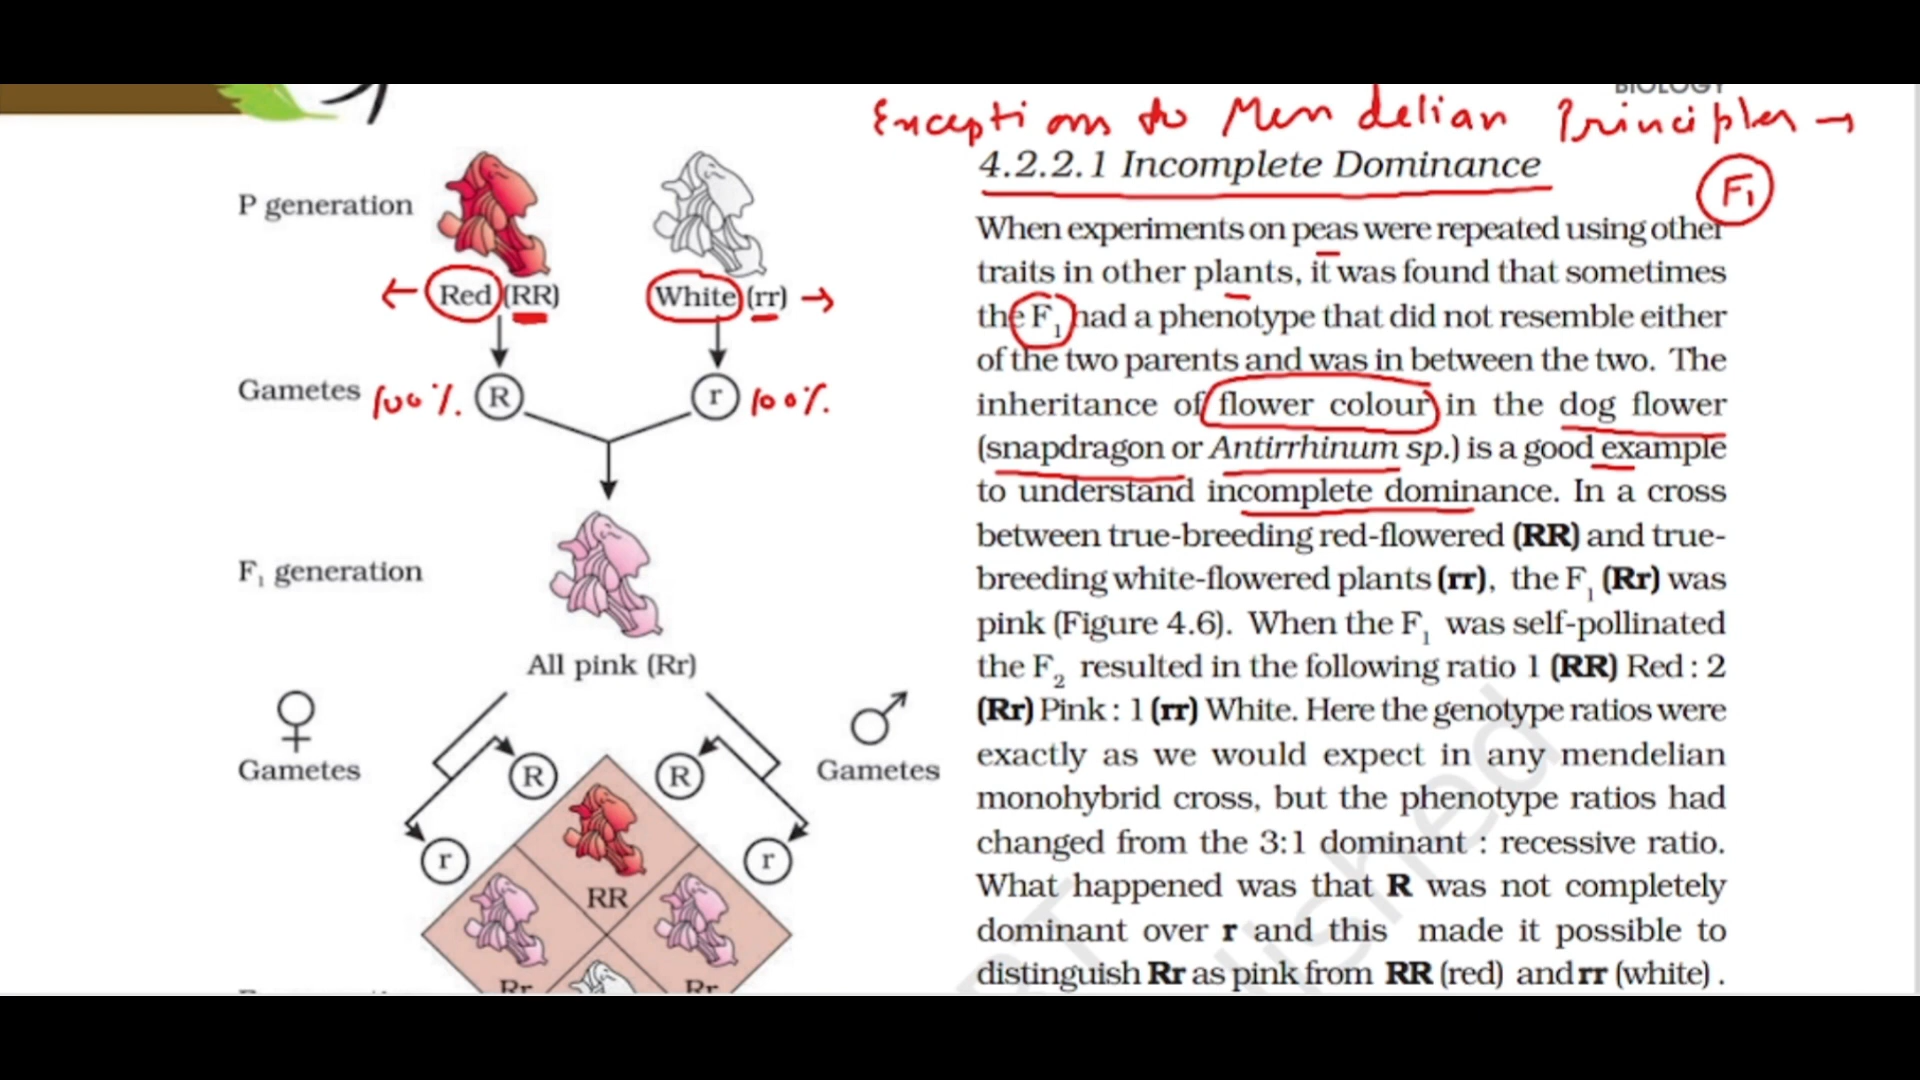 BIOLOGY
Exceptions to Mendelian Principles →
4.2.2.1 Incomplete Dominance
F1
When experiments on peas were repeated using other
traits in other plants, it was found that sometimes
the F1 had a phenotype that did not resemble either
of the two parents and was in between the two. The
inheritance of flower colour in the dog flower
(snapdragon or Antirrhinum sp.) is a good example
to understand incomplete dominance. In a cross
between true-breeding red-flowered (RR) and true-
breeding white-flowered plants (rr), the F1 (Rr) was
pink (Figure 4.6). When the F1 was self-pollinated
the F2 resulted in the following ratio 1 (RR) Red : 2
(Rr) Pink : 1 (rr) White. Here the genotype ratios were
exactly as we would expect in any mendelian
monohybrid cross, but the phenotype ratios had
changed from the 3:1 dominant : recessive ratio.
What happened was that R was not completely
dominant over r and this made it possible to
distinguish Rr as pink from RR (red) and rr (white) .
P generation
← Red (RR) White (rr) →
Gametes 100% R r 100%
F1 generation
All pink (Rr)
♀ ♂
Gametes R R Gametes
r r
RR
Rr Rr